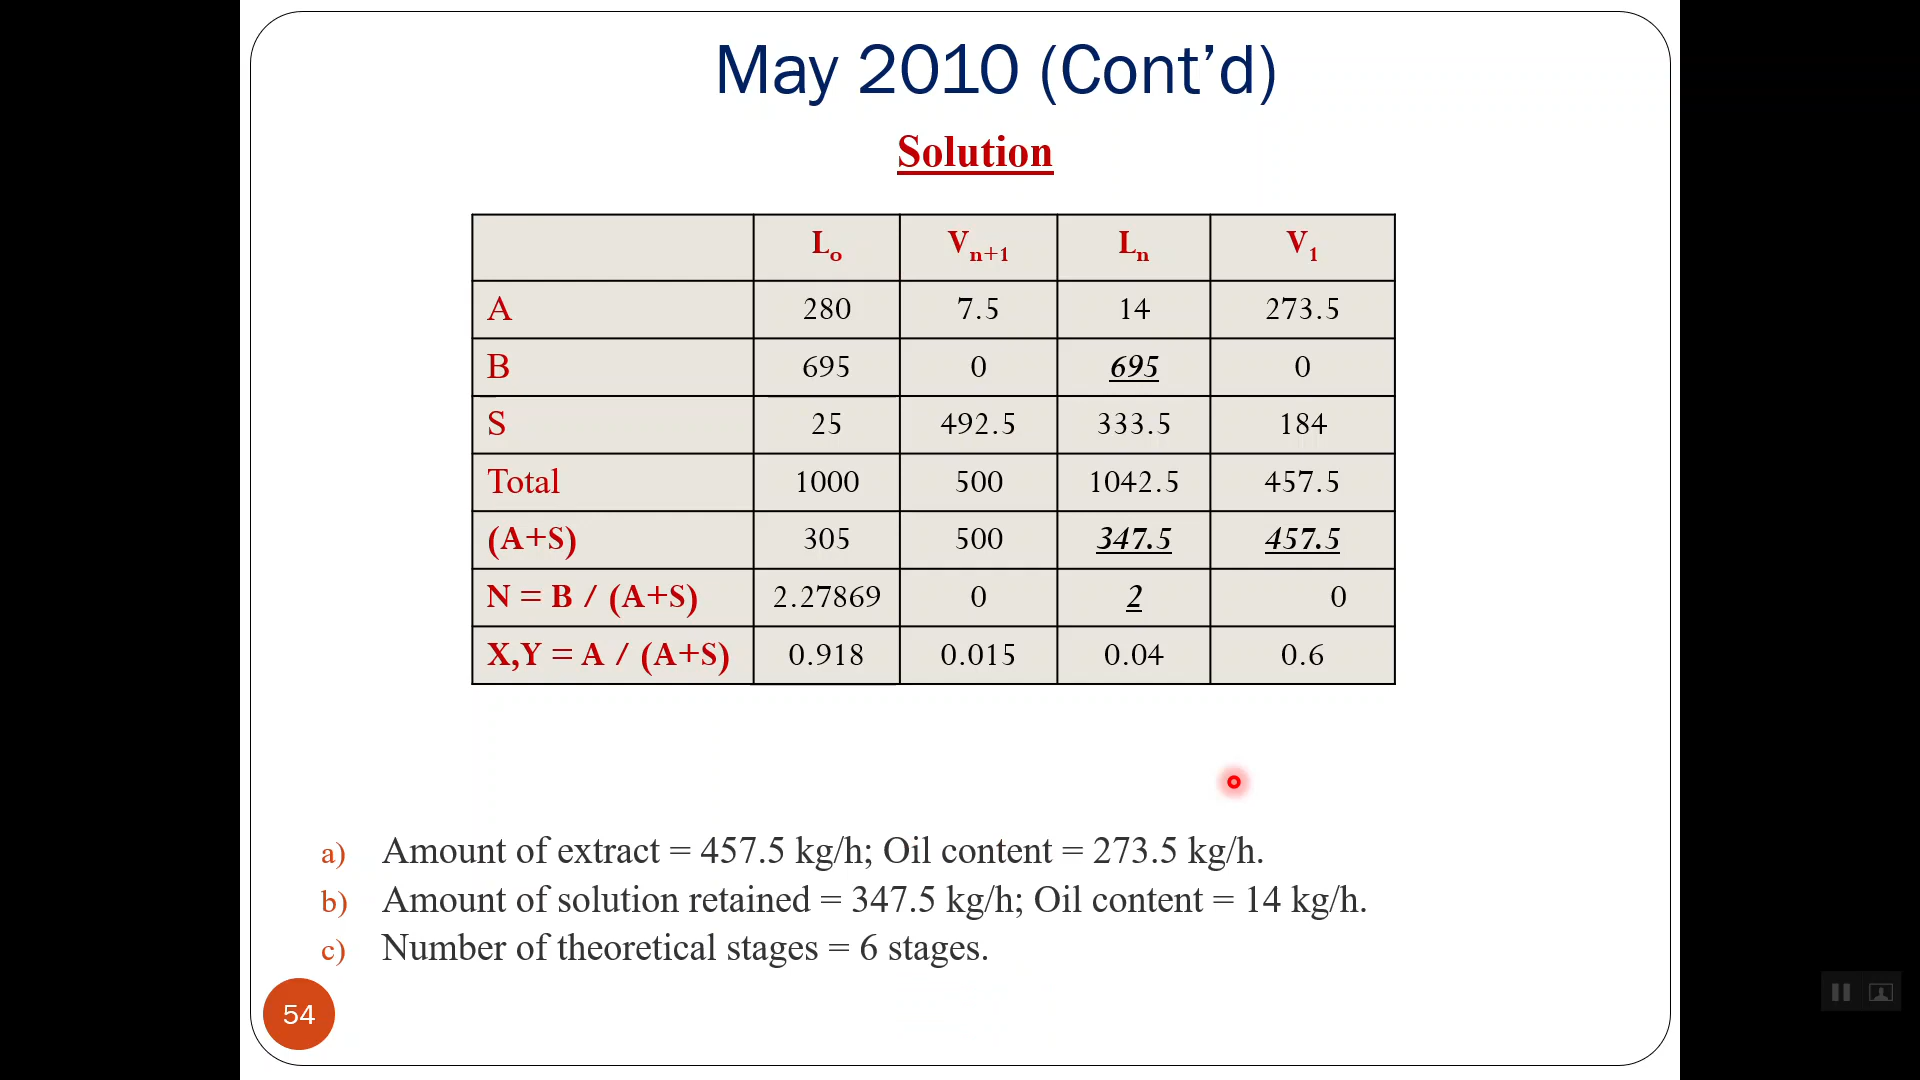 May 2010 (Cont’d)
Solution
Lo Vn+1 Ln V1
A 280 7.5 14 273.5
B 695 0 695 0
S 25 492.5 333.5 184
Total 1000 500 1042.5 457.5
(A+S) 305 500 347.5 457.5
N = B / (A+S) 2.27869 0 2 0
X,Y = A / (A+S) 0.918 0.015 0.04 0.6
a) Amount of extract = 457.5 kg/h; Oil content = 273.5 kg/h.
b) Amount of solution retained = 347.5 kg/h; Oil content = 14 kg/h.
c) Number of theoretical stages = 6 stages.
54